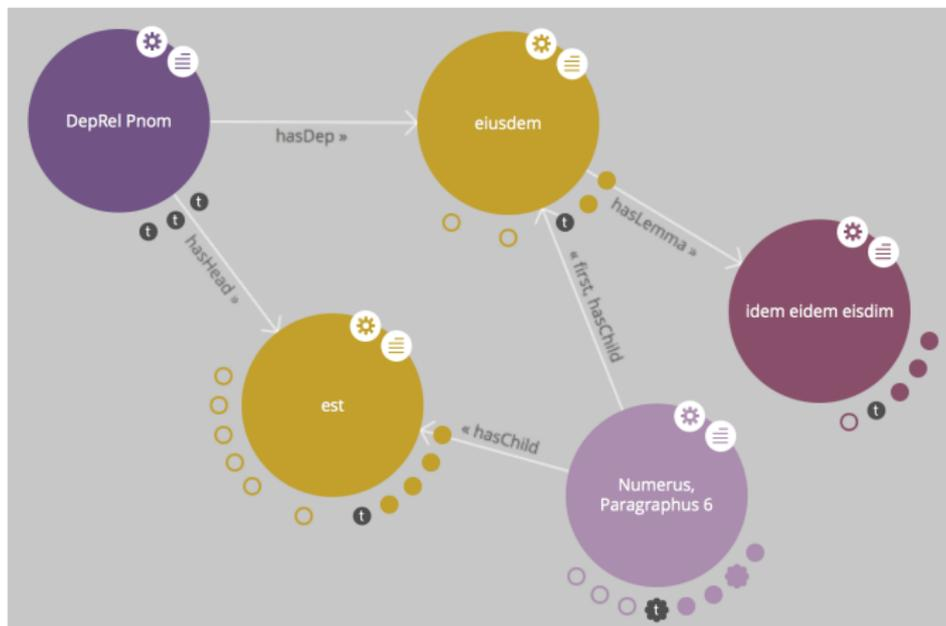 DepRel Pnom
eiusdem
hasDep »
t
t
t
t
hasLemma »
hasHead »
« first, hasChild
idem eidem eisdim
t
est
« hasChild
t
Numerus,
Paragraphus 6
t